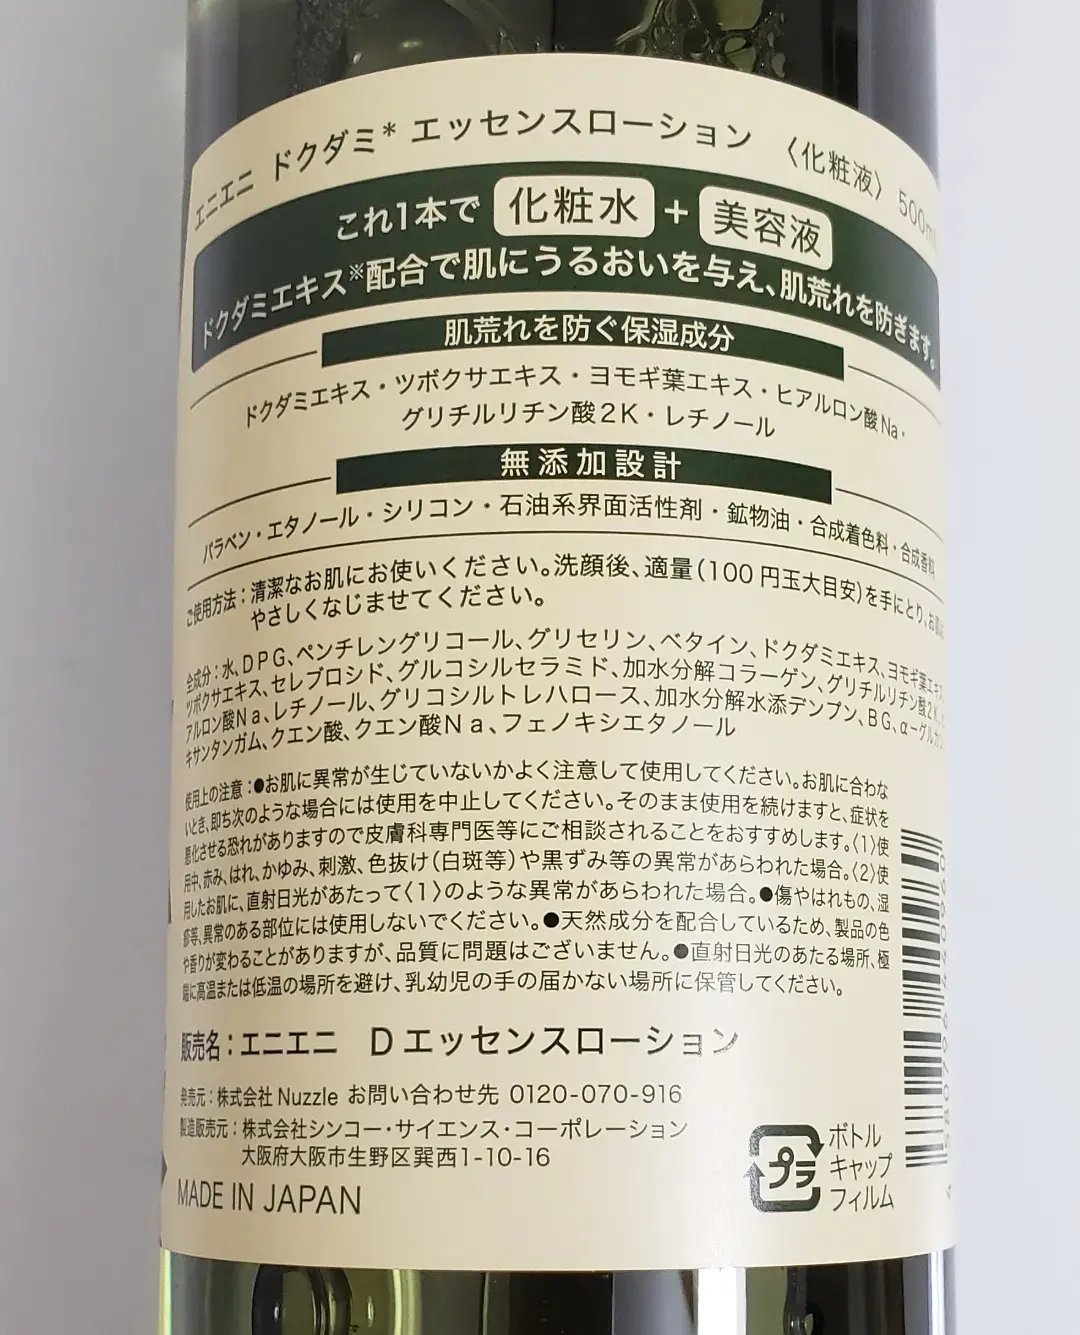 エニエニ ドクダミ* エッセンスローション 〈化粧液〉 500mL
これ1本で 化粧水 + 美容液
ドクダミエキス※配合で肌にうるおいを与え、肌荒れを防ぎます。
肌荒れを防ぐ保湿成分
ドクダミエキス・ツボクサエキス・ヨモギ葉エキス・ヒアルロン酸Na・
グリチルリチン酸2K・レチノール
無添加設計
パラベン・エタノール・シリコン・石油系界面活性剤・鉱物油・合成着色料・合成香料
ご使用方法：清潔なお肌にお使いください。洗顔後、適量(100円玉大目安)を手にとり、お肌に
やさしくなじませてください。
全成分：水、DPG、ペンチレングリコール、グリセリン、ベタイン、ドクダミエキス、ヨモギ葉エキス、
ツボクサエキス、セレブロシド、グルコシルセラミド、加水分解コラーゲン、グリチルリチン酸2K、ヒ
アルロン酸Na、レチノール、グリコシルトレハロース、加水分解水添デンプン、BG、α-グルカン、
キサンタンガム、クエン酸、クエン酸Na、フェノキシエタノール
使用上の注意：●お肌に異常が生じていないかよく注意して使用してください。お肌に合わな
いとき、即ち次のような場合には使用を中止してください。そのまま使用を続けますと、症状を
悪化させる恐れがありますので皮膚科専門医等にご相談されることをおすすめします。〈1〉使
用中、赤み、はれ、かゆみ、刺激、色抜け(白斑等)や黒ずみ等の異常があらわれた場合。〈2〉使
用したお肌に、直射日光があたって〈1〉のような異常があらわれた場合。●傷やはれもの、湿
疹等、異常のある部位には使用しないでください。●天然成分を配合しているため、製品の色
や香りが変わることがありますが、品質に問題はございません。●直射日光のあたる場所、極
端に高温または低温の場所を避け、乳幼児の手の届かない場所に保管してください。
販売名：エニエニ Dエッセンスローション
発売元：株式会社Nuzzle お問い合わせ先 0120-070-916
製造販売元：株式会社シンコー・サイエンス・コーポレーション
大阪府大阪市生野区巽西1-10-16
MADE IN JAPAN
プラ
ボトル
キャップ
フィルム